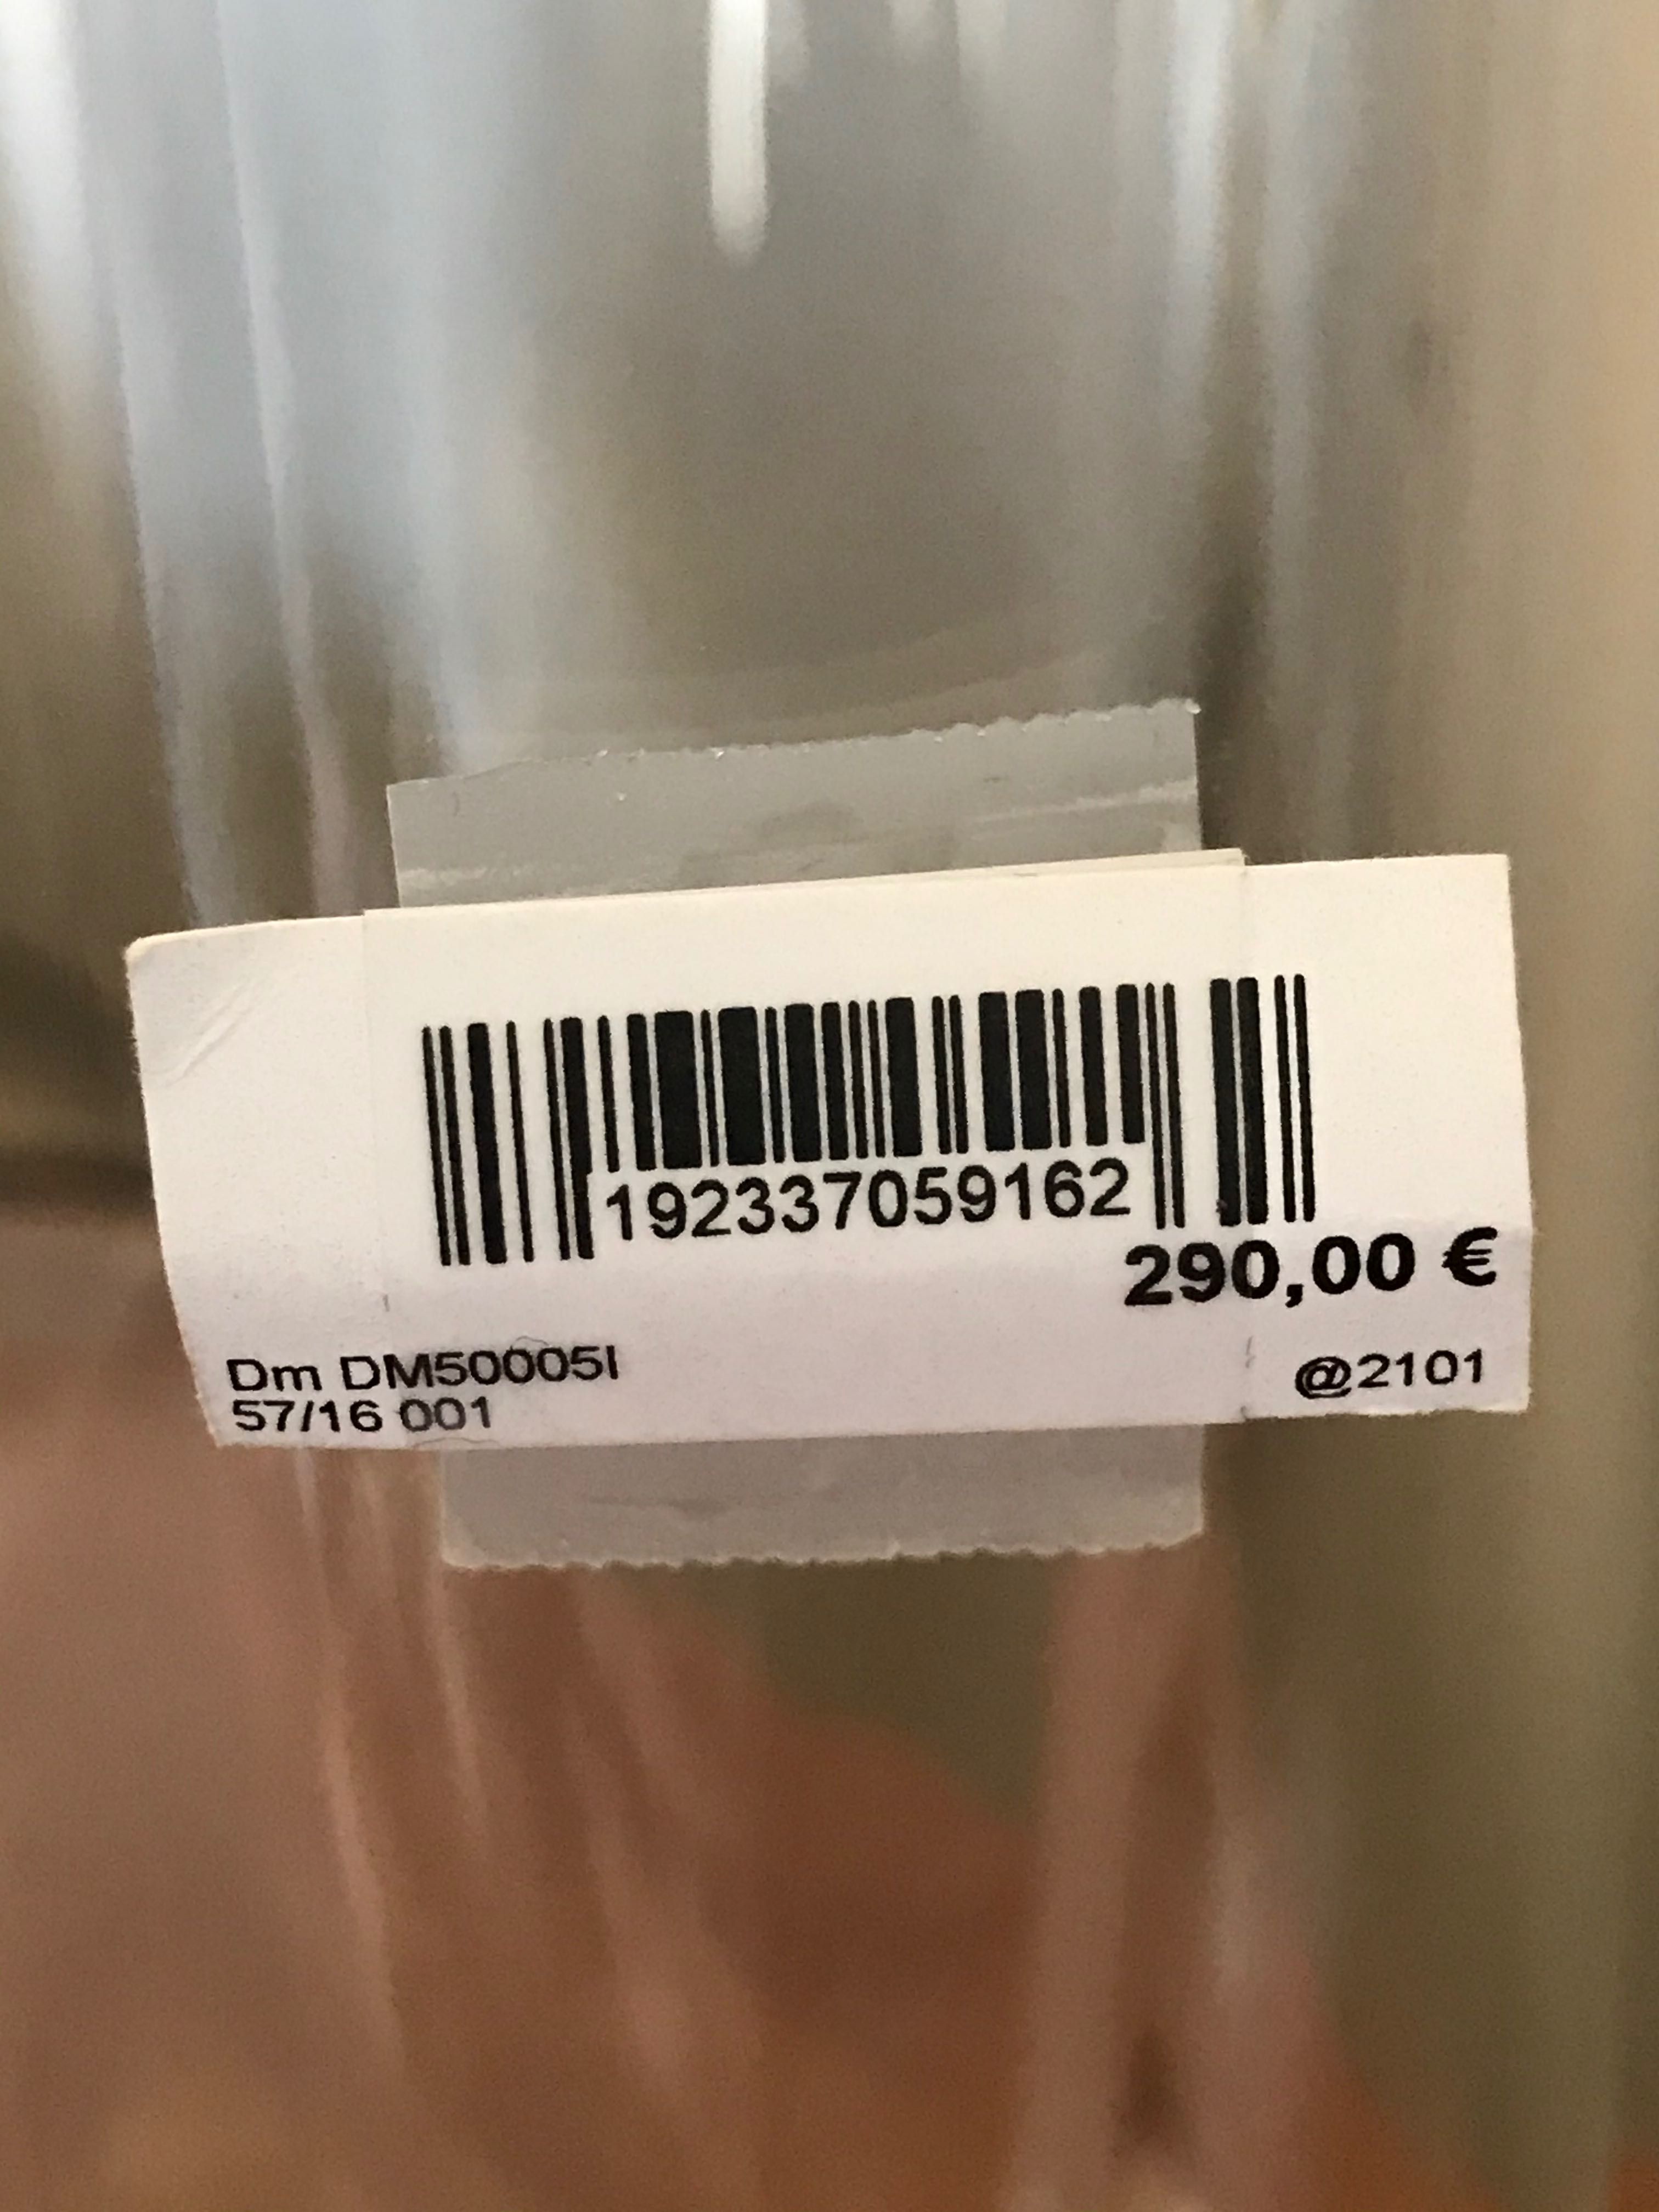 192337059162
290,00 €
Dm DM50005I @2101
57/16 001